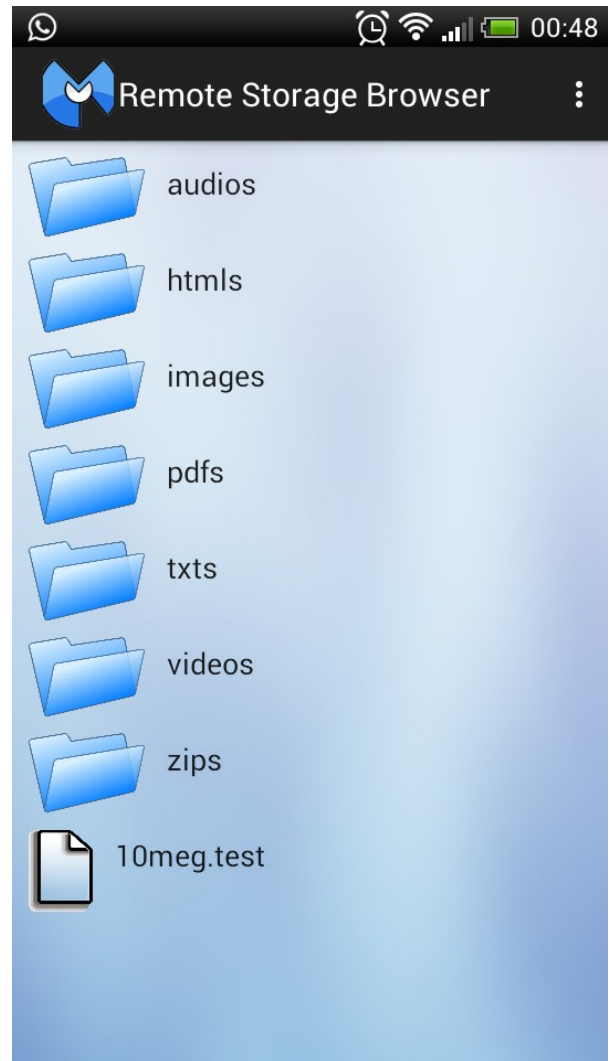 00:48
Remote Storage Browser
audios
htmls
images
pdfs
txts
videos
zips
10meg.test